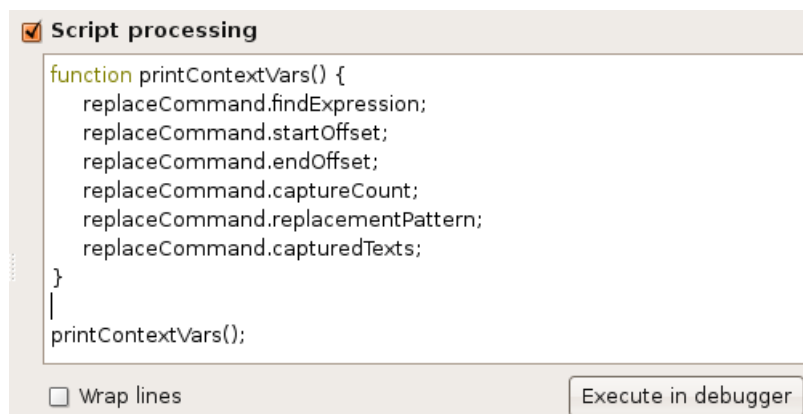 Script processing
function printContextVars() {
replaceCommand.findExpression;
replaceCommand.startOffset;
replaceCommand.endOffset;
replaceCommand.captureCount;
replaceCommand.replacementPattern;
replaceCommand.capturedTexts;
}
printContextVars();
Wrap lines
Execute in debugger